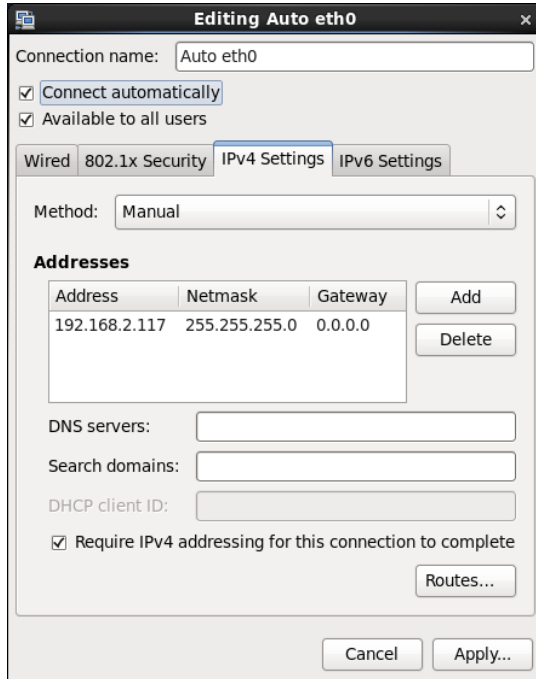 Editing Auto eth0
Connection name: Auto eth0
Connect automatically
Available to all users
Wired 802.1x Security IPv4 Settings IPv6 Settings
Method: Manual
Addresses
Address Netmask Gateway Add
192.168.2.117 255.255.255.0 0.0.0.0
Delete
DNS servers:
Search domains:
DHCP client ID:
Require IPv4 addressing for this connection to complete
Routes...
Cancel Apply...